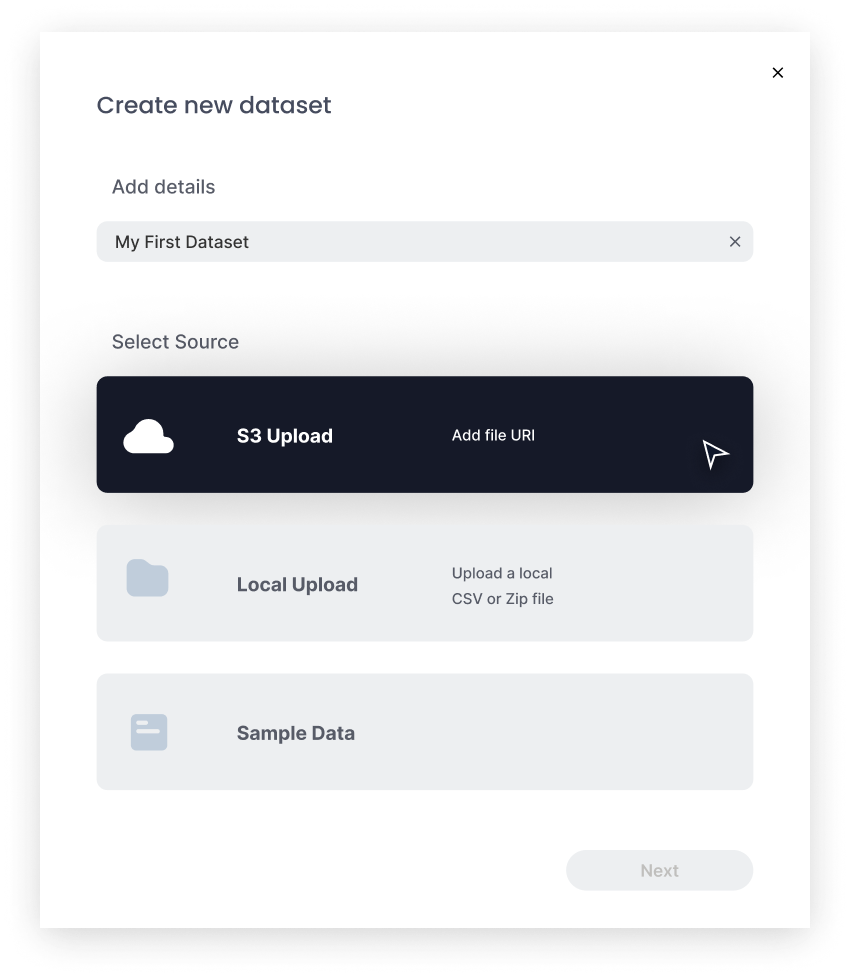 Create new dataset
Add details
My First Dataset
Select Source
S3 Upload
Add file URI
Local Upload
Upload a local
CSV or Zip file
Sample Data
Next